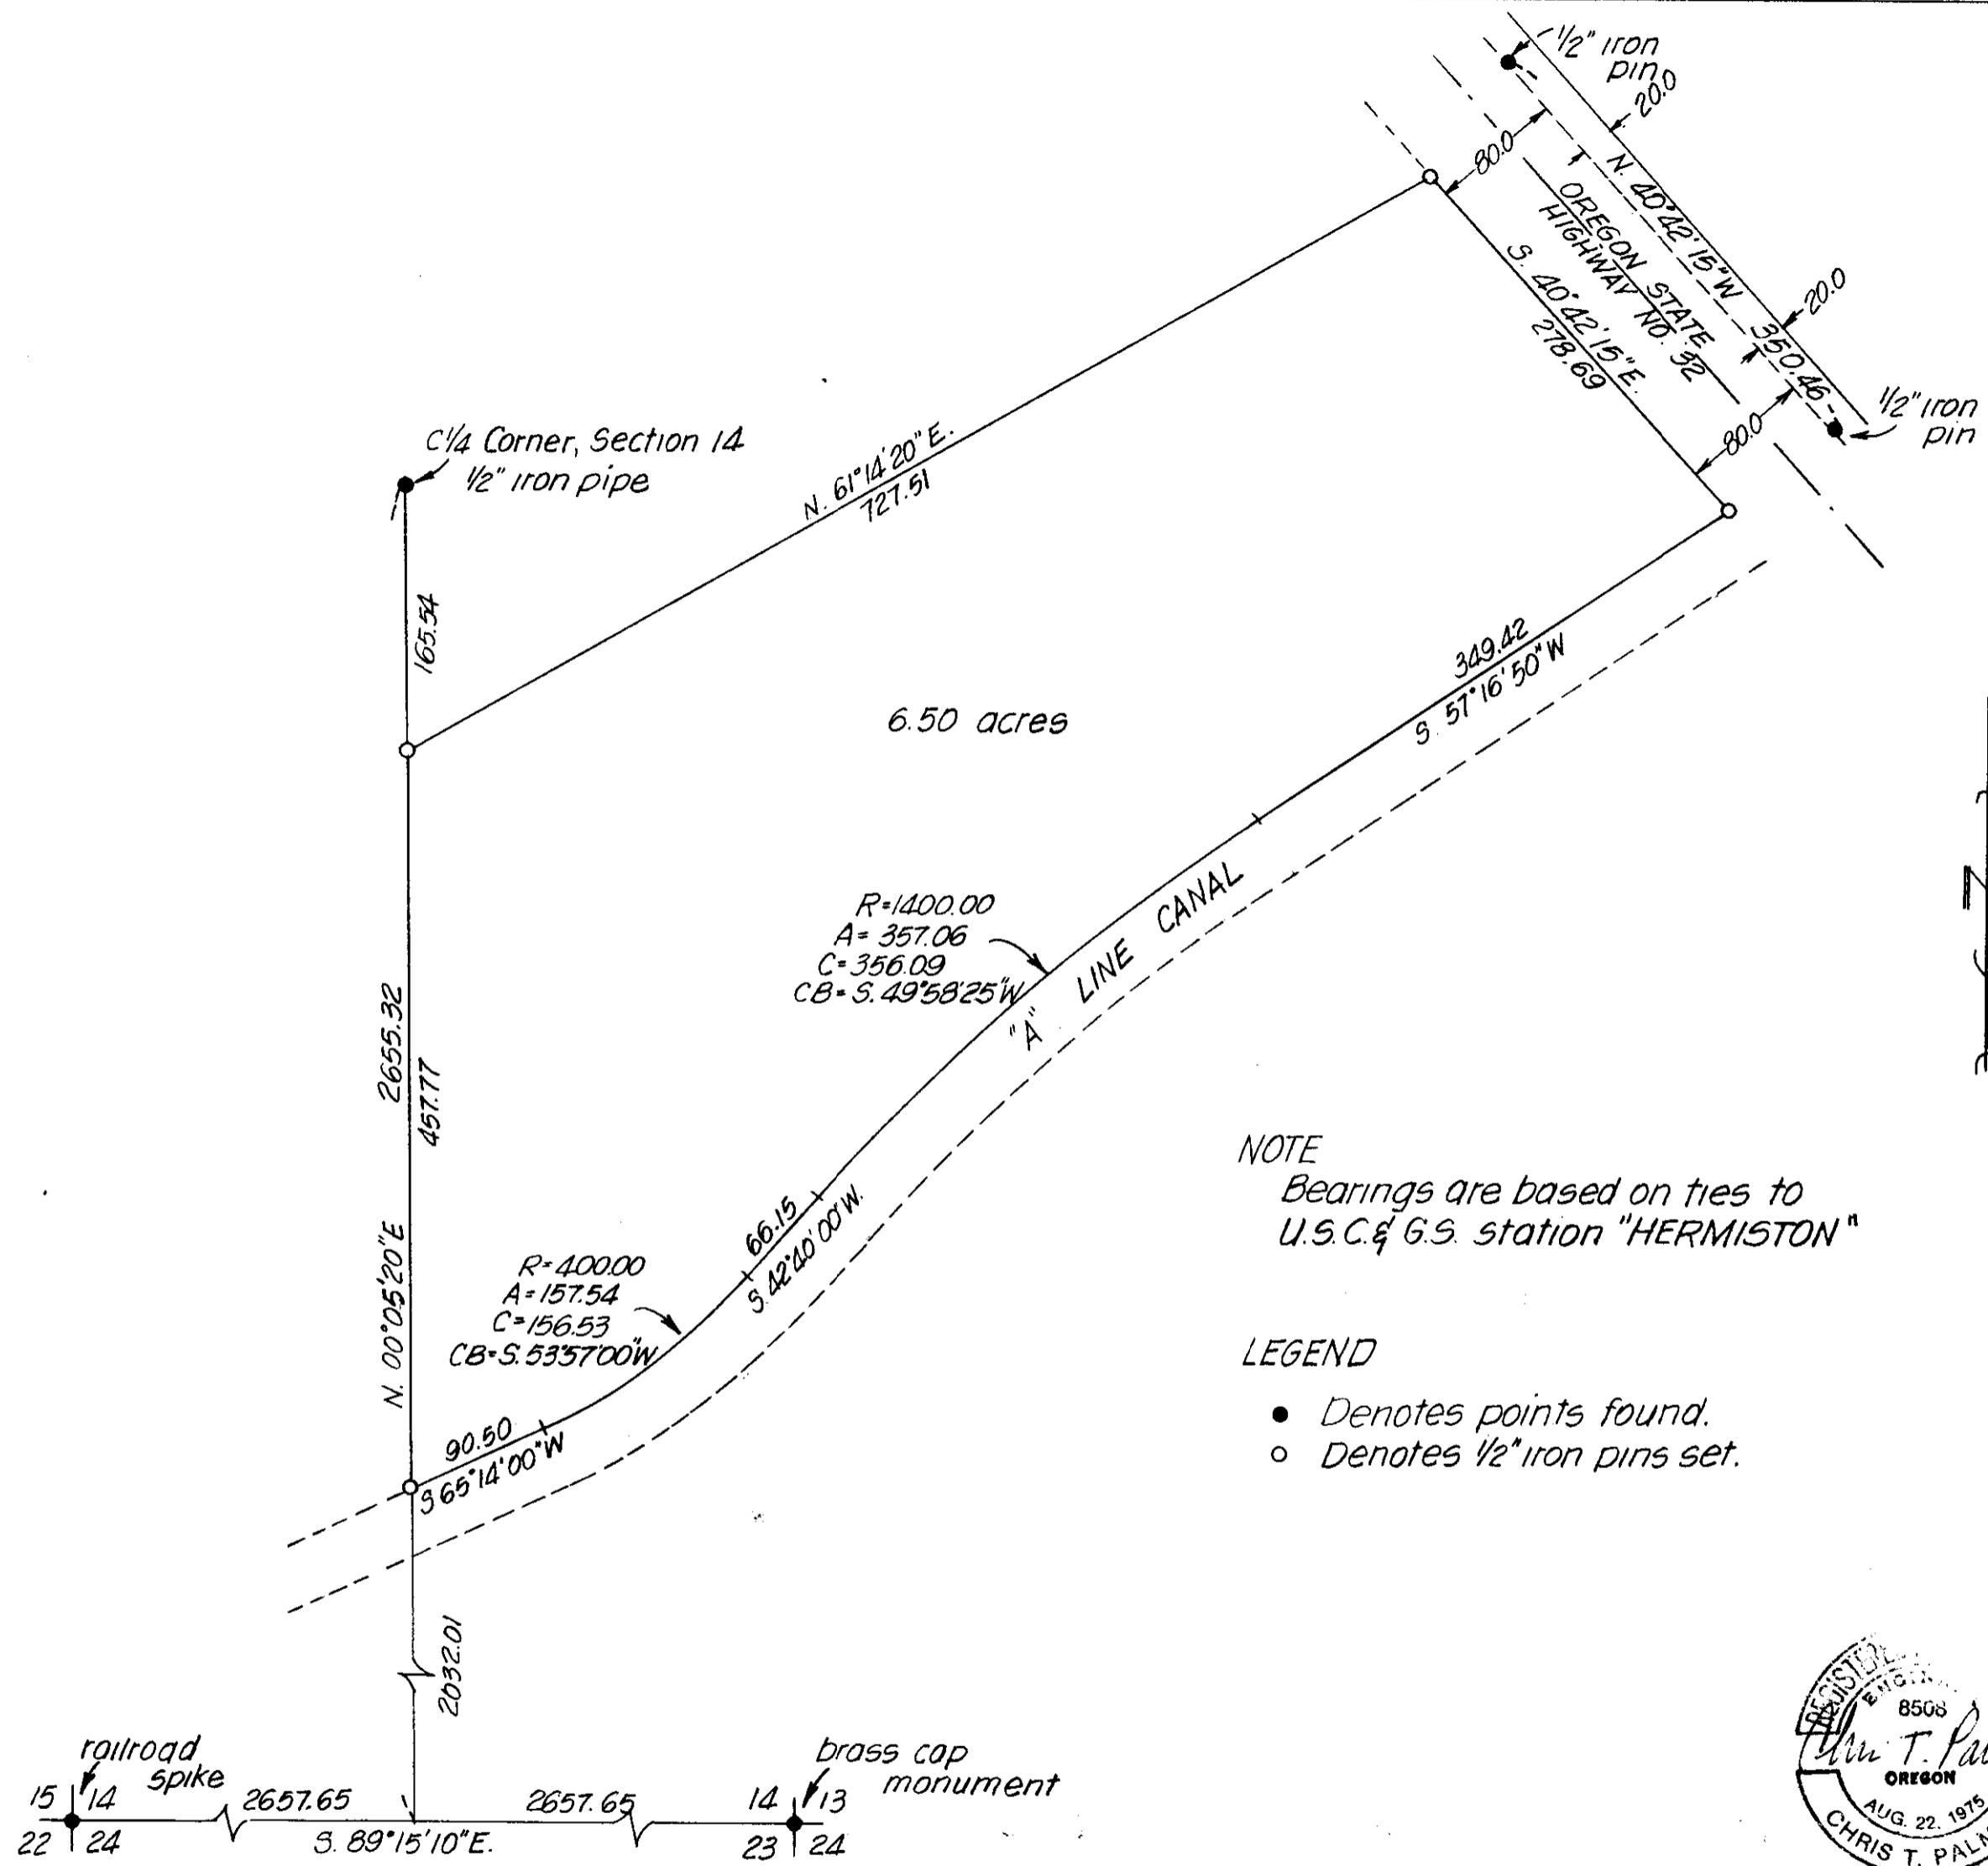 1/2" iron
pin
20.0
80.0
N. 40°42'15"W 350.46
OREGON STATE
HIGHWAY NO. 32
S. 40°42'15"E.
278.69
20.0
80.0
1/2" iron
pin
C1/4 Corner, Section 14
1/2" iron pipe
N. 61°14'20"E.
727.51
165.54
349.42
S. 57°16'50"W
6.50 acres
R=1400.00
A=357.06
C=356.09
CB=S.49°58'25"W
"A" LINE CANAL
2655.32
457.77
N. 00°05'20"E
66.15
S.42°40'00"W.
R=400.00
A=157.54
C=156.53
CB=S.53°57'00"W
90.50
S65°14'00"W
NOTE
Bearings are based on ties to
U.S.C.& G.S. station "HERMISTON"
LEGEND
Denotes points found.
Denotes 1/2" iron pins set.
2032.01
railroad
spike
brass cap
monument
15 14
22 24
2657.65
2657.65
S. 89°15'10"E.
14 13
23 24
8508
OREGON
AUG. 22. 1975
CHRIS T.